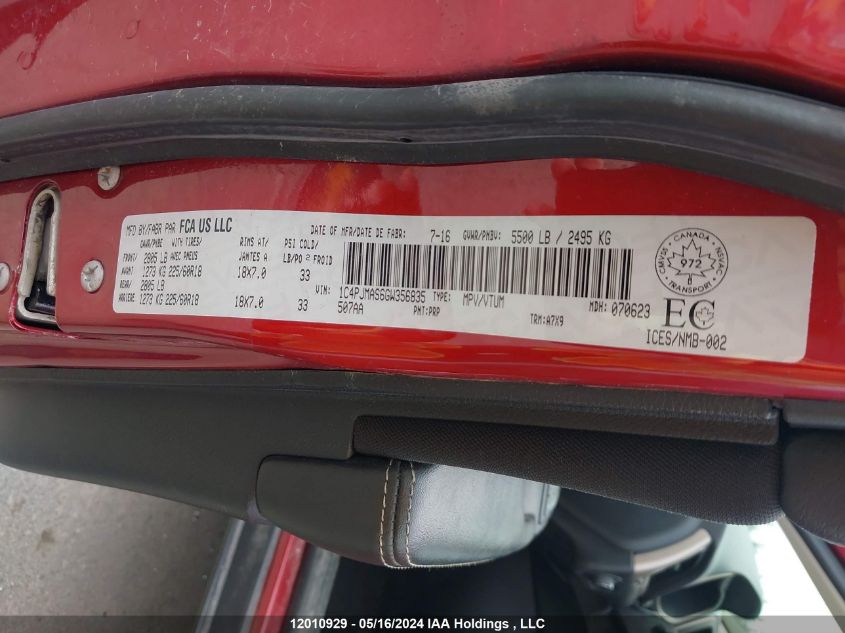 MFD BY/FABR PAR FCA US LLC
DATE OF MFR/DATE DE FABR: 7-16 GVWR/PNBV: 5500 LB / 2495 KG
GAWR/PNBE WITH TIRES/ RIMS AT/ PSI COLD/
FRONT/ 2805 LB AVEC PNEUS JANTES A LB/PO² FROID
AVANT 1273 KG 225/60R18 18X7.0 33
REAR/ 2805 LB
ARRIERE 1273 KG 225/60R18 18X7.0 33
VIN: 1C4PJMAS6GW356835 TYPE: MPV/VTUM
507AA PNT: PRP TRM: A7X9 MDH: 070623
CANADA
CMVSS 972 NSVAC
TRANSPORT
EC
ICES/NMB-002
12010929 - 05/16/2024 IAA Holdings , LLC